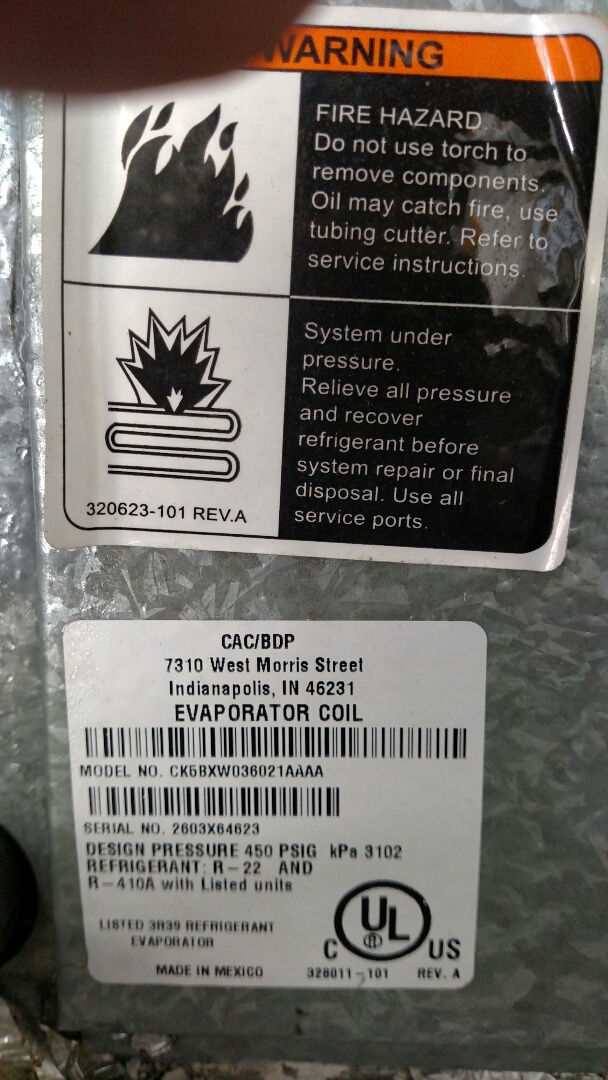 WARNING
FIRE HAZARD.
Do not use torch to
remove components.
Oil may catch fire, use
tubing cutter. Refer to
service instructions.
System under
pressure.
Relieve all pressure
and recover
refrigerant before
system repair or final
disposal. Use all
service ports.
320623-101 REV.A
CAC/BDP
7310 West Morris Street
Indianapolis, IN 46231
EVAPORATOR COIL
MODEL NO. CK5BXW036021AAAA
SERIAL NO. 2603X64623
DESIGN PRESSURE 450 PSIG kPa 3102
REFRIGERANT: R-22 AND
R-410A with Listed units
LISTED 3R39 REFRIGERANT
EVAPORATOR
C UL US
MADE IN MEXICO 328011-101 REV. A